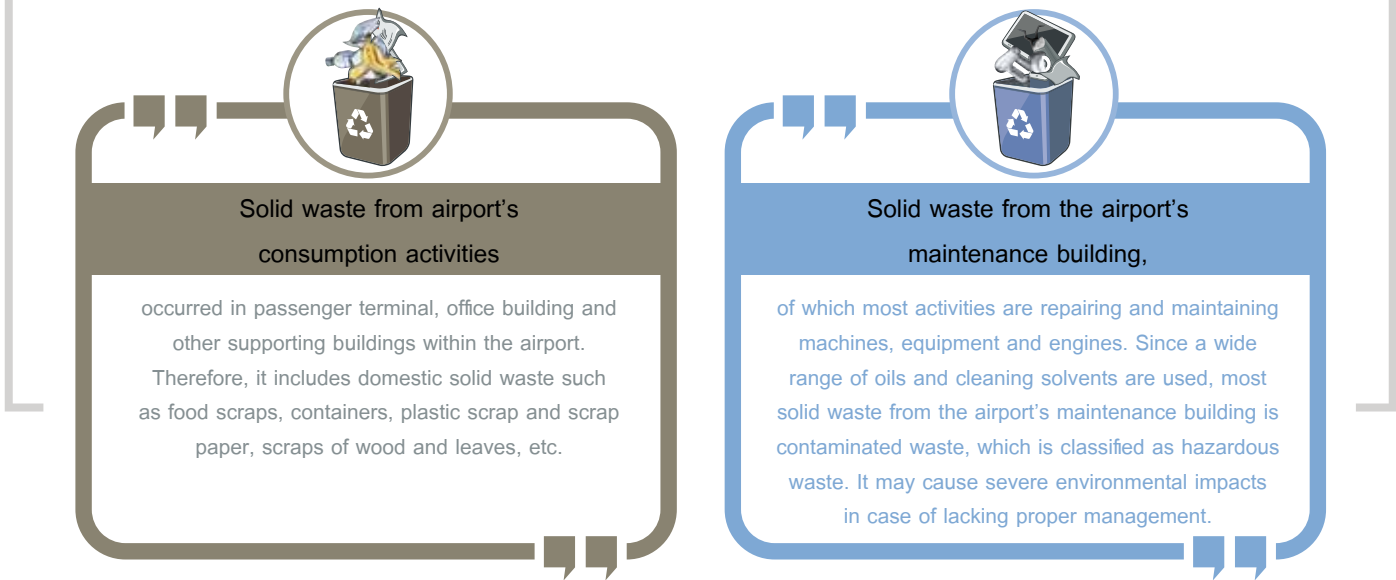 Solid waste from airport's
consumption activities
occurred in passenger terminal, office building and
other supporting buildings within the airport.
Therefore, it includes domestic solid waste such
as food scraps, containers, plastic scrap and scrap
paper, scraps of wood and leaves, etc.
Solid waste from the airport's
maintenance building,
of which most activities are repairing and maintaining
machines, equipment and engines. Since a wide
range of oils and cleaning solvents are used, most
solid waste from the airport's maintenance building is
contaminated waste, which is classified as hazardous
waste. It may cause severe environmental impacts
in case of lacking proper management.